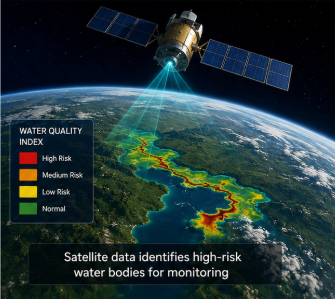 WATER QUALITY
INDEX
High Risk
Medium Risk
Low Risk
Normal
Satellite data identifies high-risk
water bodies for monitoring